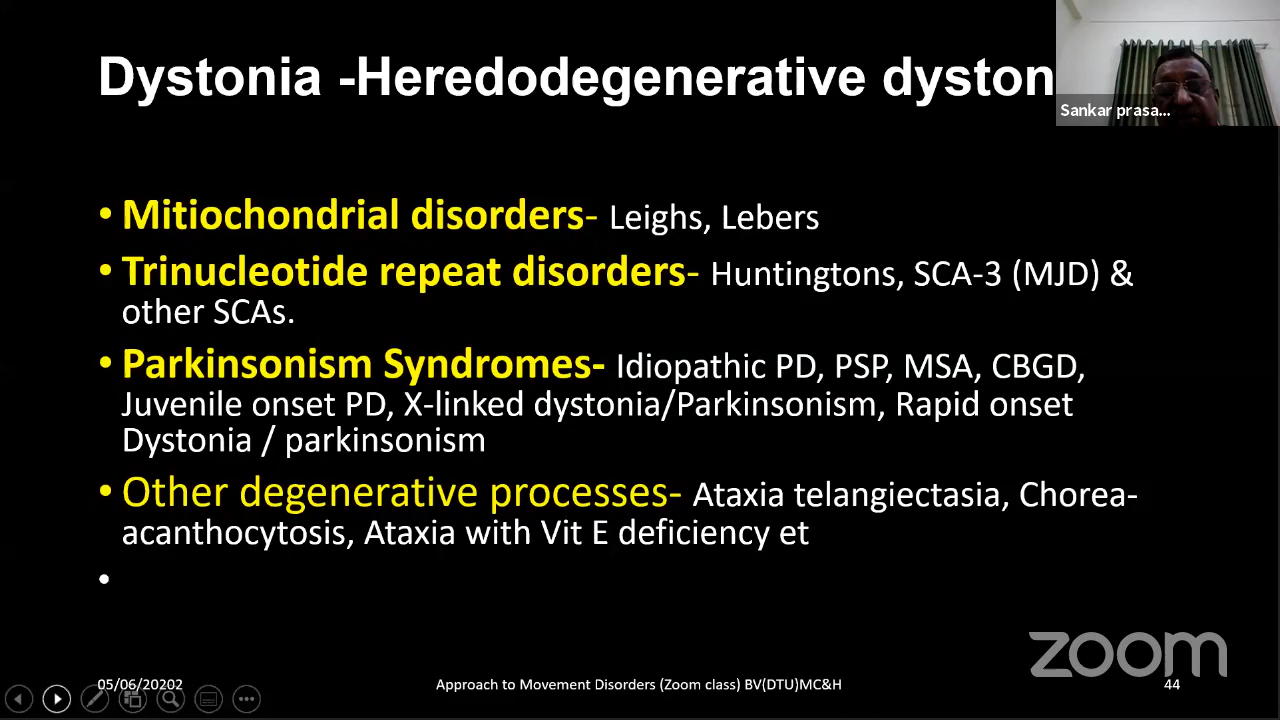 Dystonia -Heredodegenerative dyston
Sankar prasa...
• Mitiochondrial disorders- Leighs, Lebers
• Trinucleotide repeat disorders- Huntingtons, SCA-3 (MJD) &
other SCAs.
• Parkinsonism Syndromes- Idiopathic PD, PSP, MSA, CBGD,
Juvenile onset PD, X-linked dystonia/Parkinsonism, Rapid onset
Dystonia / parkinsonism
• Other degenerative processes- Ataxia telangiectasia, Chorea-
acanthocytosis, Ataxia with Vit E deficiency et
•
zoom
05/06/20202
Approach to Movement Disorders (Zoom class) BV(DTU)MC&H
44